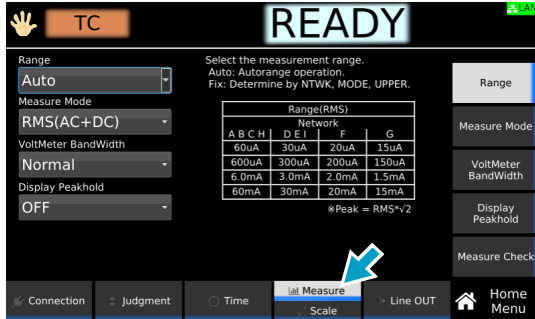 LAN
TC
READY
Range
Auto
Measure Mode
RMS(AC+DC)
VoltMeter BandWidth
Normal
Display Peakhold
OFF
Select the measurement range.
Auto: Autorange operation.
Fix: Determine by NTWK, MODE, UPPER.
Range(RMS)
Network
A B C H D E I F G
60uA 30uA 20uA 15uA
600uA 300uA 200uA 150uA
6.0mA 3.0mA 2.0mA 1.5mA
60mA 30mA 20mA 15mA
※Peak = RMS*√2
Range
Measure Mode
VoltMeter
BandWidth
Display
Peakhold
Measure Check
Connection
Judgment
Time
Measure
Scale
Line OUT
Home
Menu